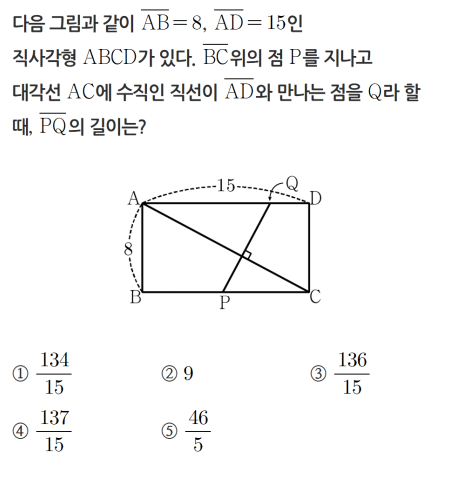 다음 그림과 같이 $\overline{AB}=8$, $\overline{AD}=15$인
직사각형 ABCD가 있다. $\overline{BC}$위의 점 P를 지나고
대각선 AC에 수직인 직선이 $\overline{AD}$와 만나는 점을 Q라 할
때, $\overline{PQ}$의 길이는?
15 Q
A D
8
B P C
① $\frac{134}{15}$ ② 9 ③ $\frac{136}{15}$
④ $\frac{137}{15}$ ⑤ $\frac{46}{5}$